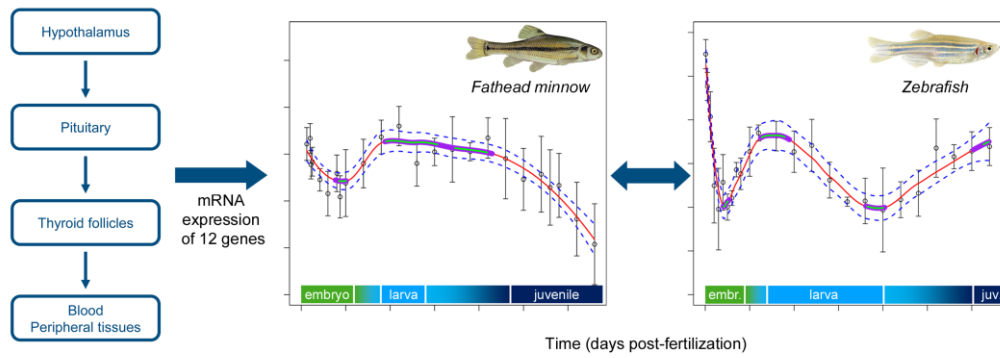 Hypothalamus
Pituitary
Thyroid follicles
Blood
Peripheral tissues
mRNA
expression
of 12 genes
Fathead minnow
embryo
larva
juvenile
Zebrafish
embr.
larva
juv
Time (days post-fertilization)